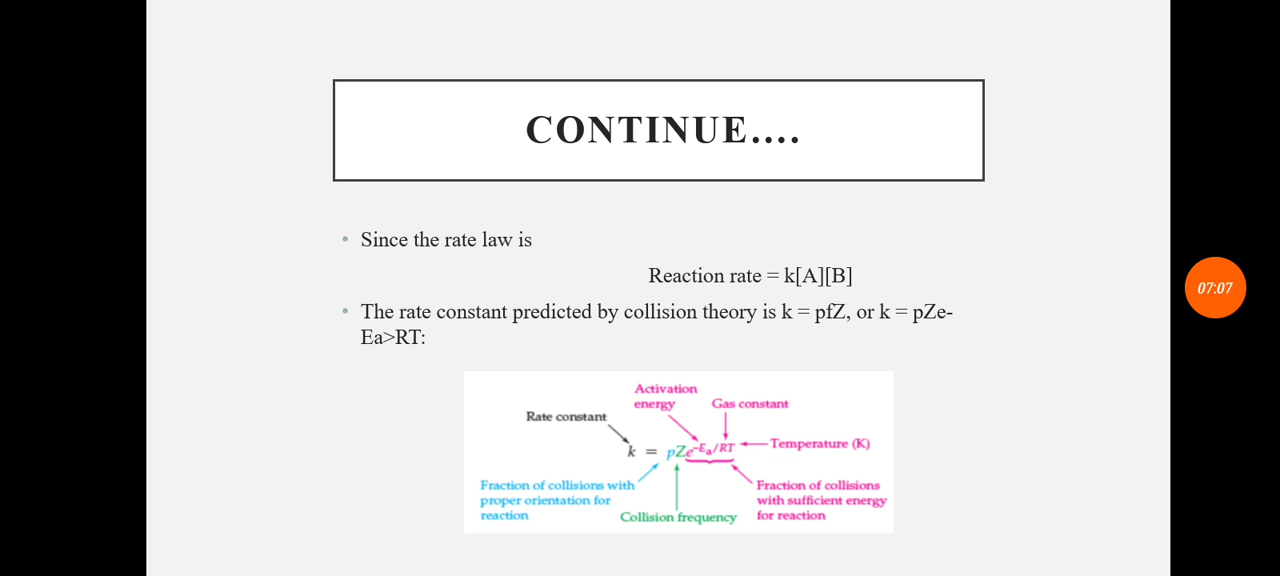 CONTINUE....
• Since the rate law is
Reaction rate = k[A][B]
• The rate constant predicted by collision theory is k = pfZ, or k = pZe-
Ea>RT:
07:07
Activation
energy
Gas constant
Rate constant
k = pZe^–Ea/RT
Temperature (K)
Fraction of collisions with
proper orientation for
reaction
Collision frequency
Fraction of collisions
with sufficient energy
for reaction